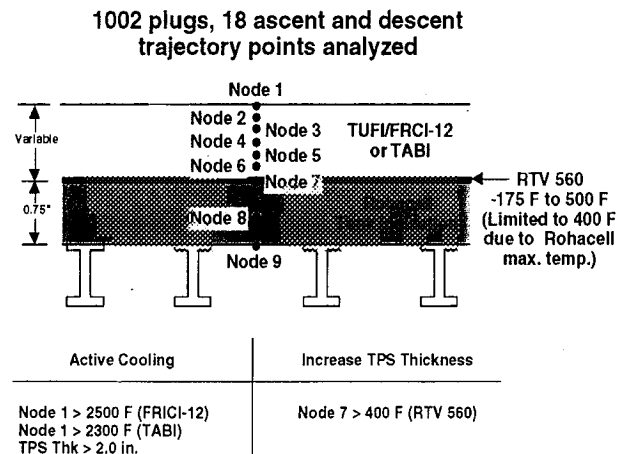 1002 plugs, 18 ascent and descent
trajectory points analyzed
Node 1
Node 2
Node 3
Node 4
Node 5
Node 6
Node 7
Node 8
Node 9
Variable
0.75"
TUFI/FRCI-12
or TABI
RTV 560
-175 F to 500 F
(Limited to 400 F
due to Rohacell
max. temp.)
Active Cooling
Increase TPS Thickness
Node 1 > 2500 F (FRICI-12)
Node 1 > 2300 F (TABI)
TPS Thk > 2.0 in.
Node 7 > 400 F (RTV 560)